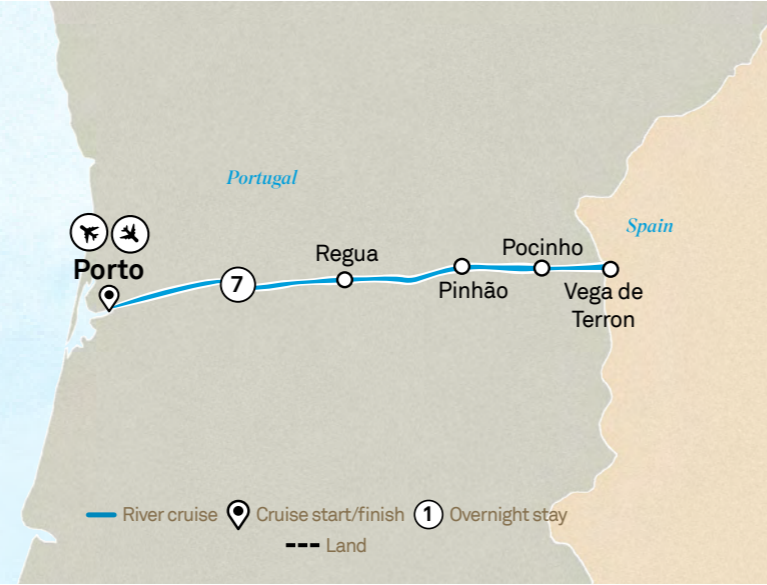 Portugal
Spain
Porto
Regua
Pocinho
7
Pinhão
Vega de
Terron
River cruise
Cruise start/finish
1 Overnight stay
Land